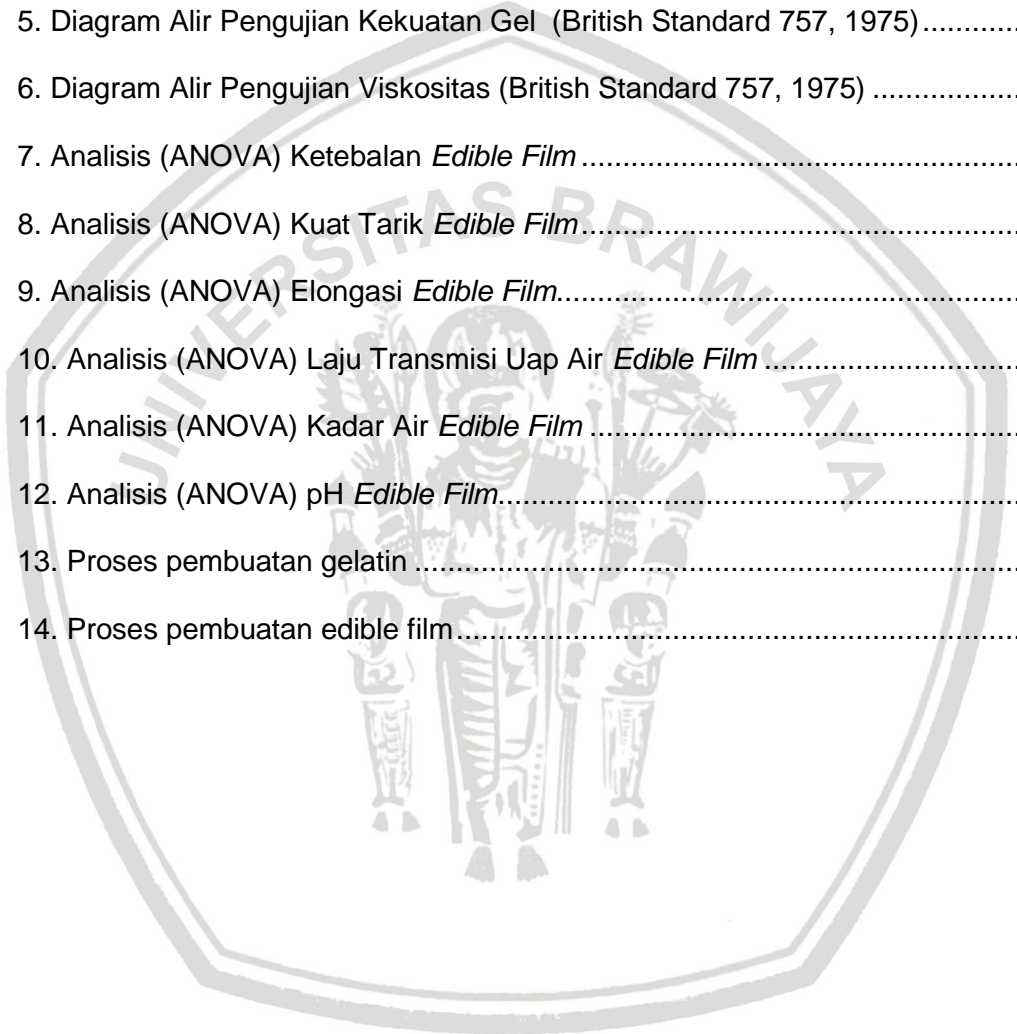 5. Diagram Alir Pengujian Kekuatan Gel  (British Standard 757, 1975)............
6. Diagram Alir Pengujian Viskositas (British Standard 757, 1975) ..................
7. Analisis (ANOVA) Ketebalan Edible Film ......................................................
8. Analisis (ANOVA) Kuat Tarik Edible Film......................................................
9. Analisis (ANOVA) Elongasi Edible Film.........................................................
10. Analisis (ANOVA) Laju Transmisi Uap Air Edible Film ................................
11. Analisis (ANOVA) Kadar Air Edible Film .....................................................
12. Analisis (ANOVA) pH Edible Film................................................................
13. Proses pembuatan gelatin ..........................................................................
14. Proses pembuatan edible film.....................................................................
UNIVERSITAS BRAWIJAYA